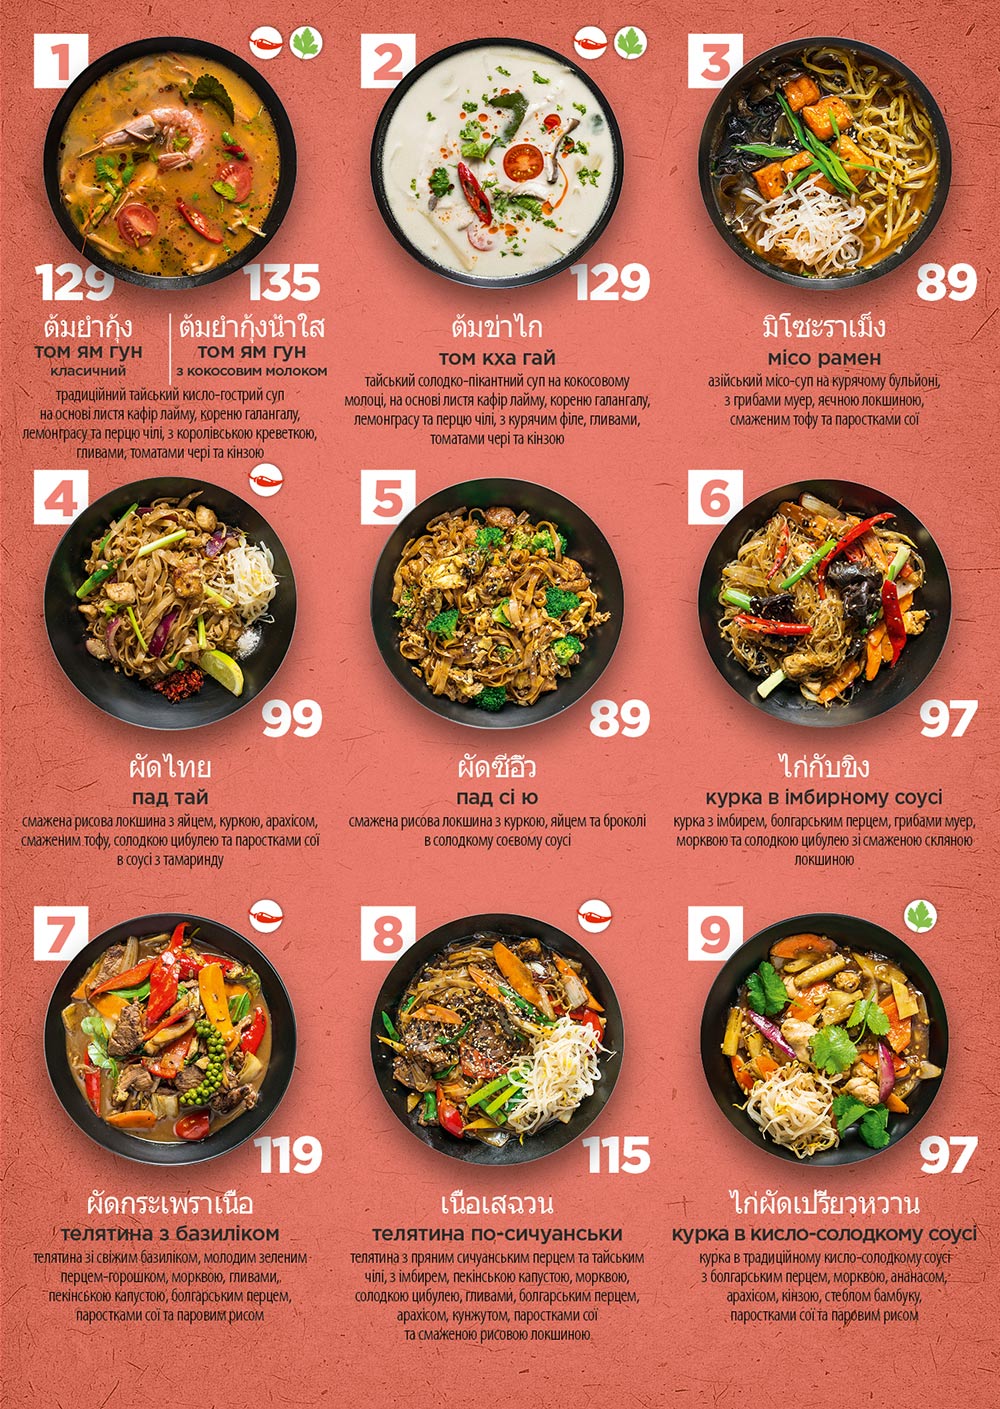 1
129
135
ต้มยำกุ้ง
том ям гун
класичний
ต้มยำกุ้งน้ำใส
том ям гун
з кокосовим молоком
традиційний тайський кисло-гострий суп
на основі листя кафір лайму, кореню галангалу,
лемонграсу та перцю чілі, з королівською креветкою,
гливами, томатами чері та кінзою
2
129
ต้มข่าไก
том кха гай
тайський солодко-пікантний суп на кокосовому
молоці, на основі листя кафір лайму, кореню галангалу,
лемонграсу та перцю чілі, з курячим філе, гливами,
томатами чері та кінзою
3
89
มิโซะราเม็ง
місо рамен
азійський місо-суп на курячому бульйоні,
з грибами муер, яєчною локшиною,
смаженим тофу та паростками сої
4
99
ผัดไทย
пад тай
смажена рисова локшина з яйцем, куркою, арахісом,
смаженим тофу, солодкою цибулею та паростками сої
в соусі з тамаринду
5
89
ผัดซีอิ๊ว
пад сі ю
смажена рисова локшина з куркою, яйцем та броколі
в солодкому соєвому соусі
6
97
ไก่กับขิง
курка в імбирному соусі
курка з імбирем, болгарським перцем, грибами муер,
морквою та солодкою цибулею зі смаженою скляною
локшиною
7
119
ผัดกระเพราเนือ
телятина з базиліком
телятина зі свіжим базиліком, молодим зеленим
перцем-горошком, морквою, гливами,
пекінською капустою, болгарським перцем,
паростками сої та паровим рисом
8
115
เนือเสฉวน
телятина по-сичуанськи
телятина з пряним сичуанським перцем та тайським
чілі, з імбирем, пекінською капустою, морквою,
солодкою цибулею, гливами, болгарським перцем,
арахісом, кунжутом, паростками сої
та смаженою рисовою локшиною
9
97
ไก่ผัดเปรี้ยวหวาน
курка в кисло-солодкому соусі
курка в традиційному кисло-солодкому соусі
з болгарським перцем, морквою, ананасом,
арахісом, кінзою, стеблом бамбуку,
паростками сої та паровим рисом